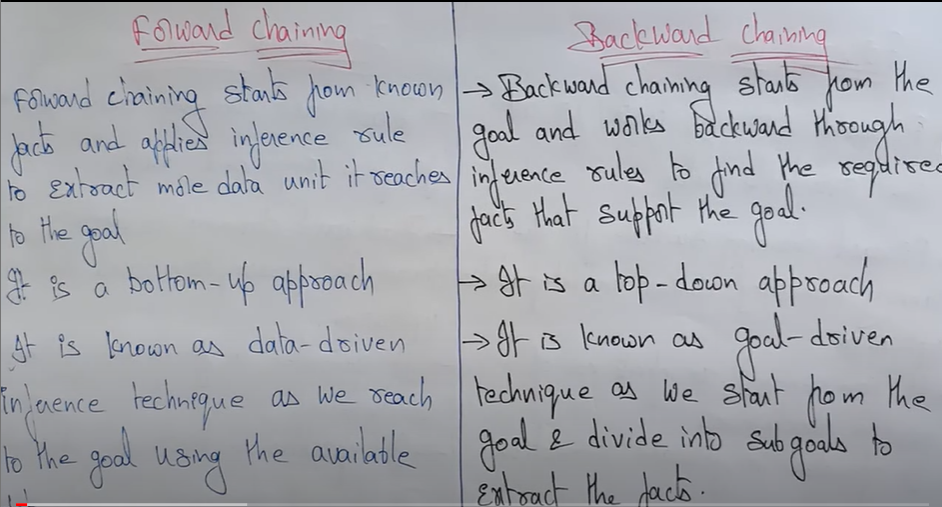 Forward chaining
forward chaining starts from known
facts and applies inference rule
to extract more data unit it reaches
to the goal
It is a bottom-up approach
It is known as data-driven
inference technique as we reach
to the goal using the available
Backward chaining
→ Backward chaining starts from the
goal and works backward through
inference rules to find the required
facts that support the goal.
→ It is a top-down approach
→ It is known as goal-driven
technique as we start from the
goal & divide into sub goals to
extract the facts.